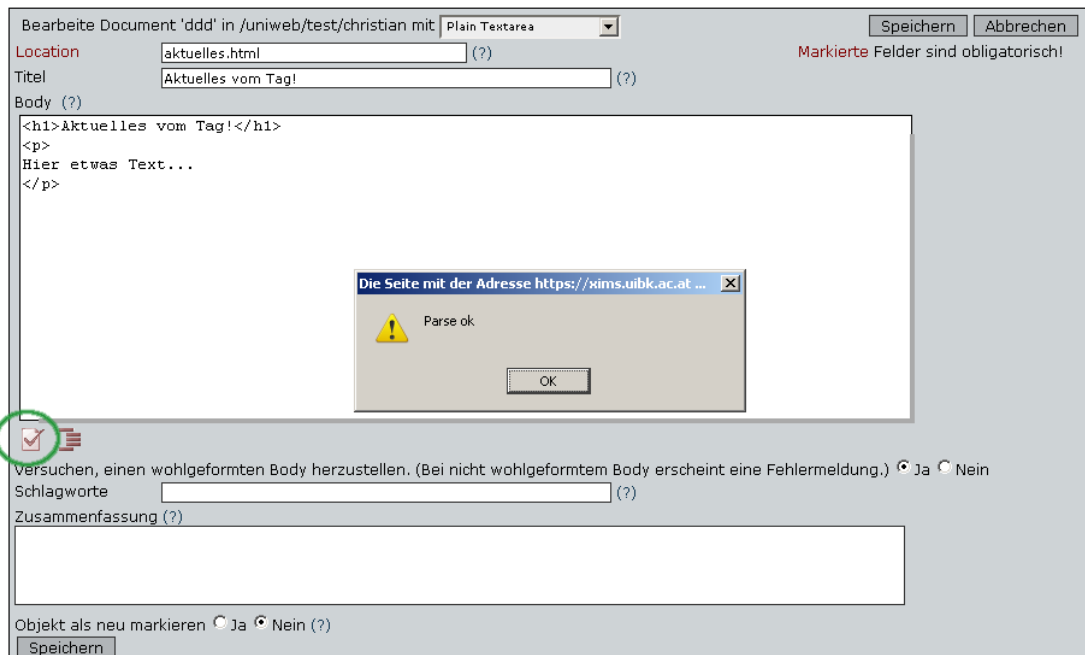 Bearbeite Document 'ddd' in /uniweb/test/christian mit Plain Textarea Speichern Abbrechen
Location aktuelles.html (?) Markierte Felder sind obligatorisch!
Titel Aktuelles vom Tag! (?)
Body (?)
<h1>Aktuelles vom Tag!</h1>
<p>
Hier etwas Text...
</p>
Die Seite mit der Adresse https://xims.uibk.ac.at ...
Parse ok
OK
Versuchen, einen wohlgeformten Body herzustellen. (Bei nicht wohlgeformtem Body erscheint eine Fehlermeldung.) Ja Nein
Schlagworte (?)
Zusammenfassung (?)
Objekt als neu markieren Ja Nein (?)
Speichern